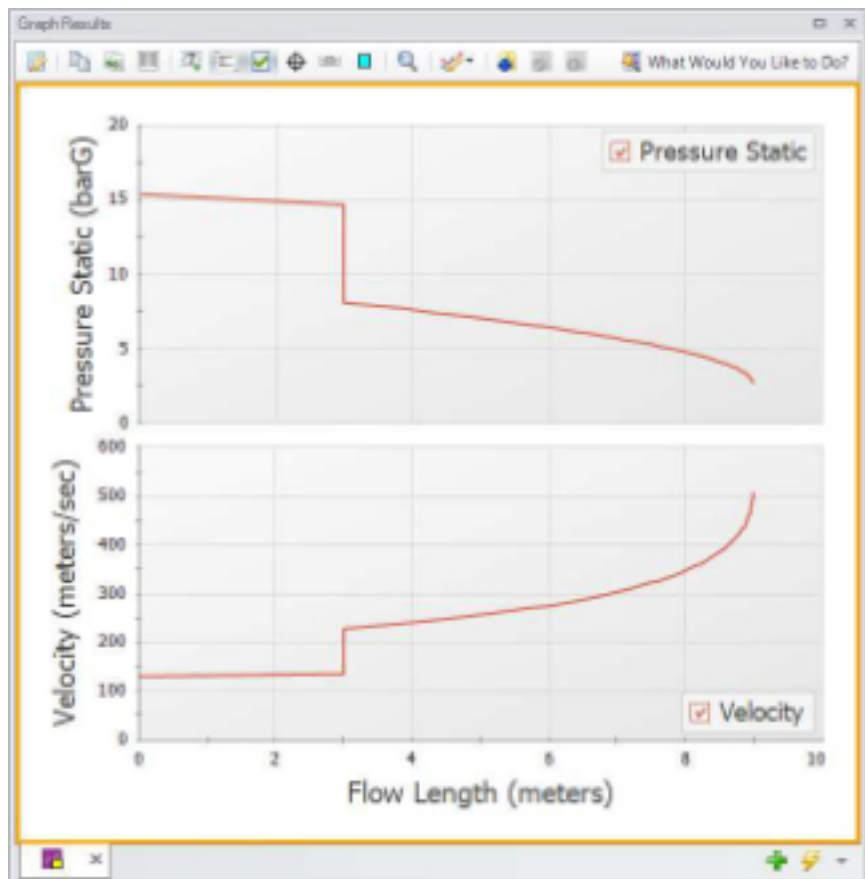 Graph Results
What Would You Like to Do?
20
Pressure Static
15
10
5
0
Pressure Static (barG)
600
500
400
300
200
100
0
Velocity (meters/sec)
Velocity
0 2 4 6 8 10
Flow Length (meters)